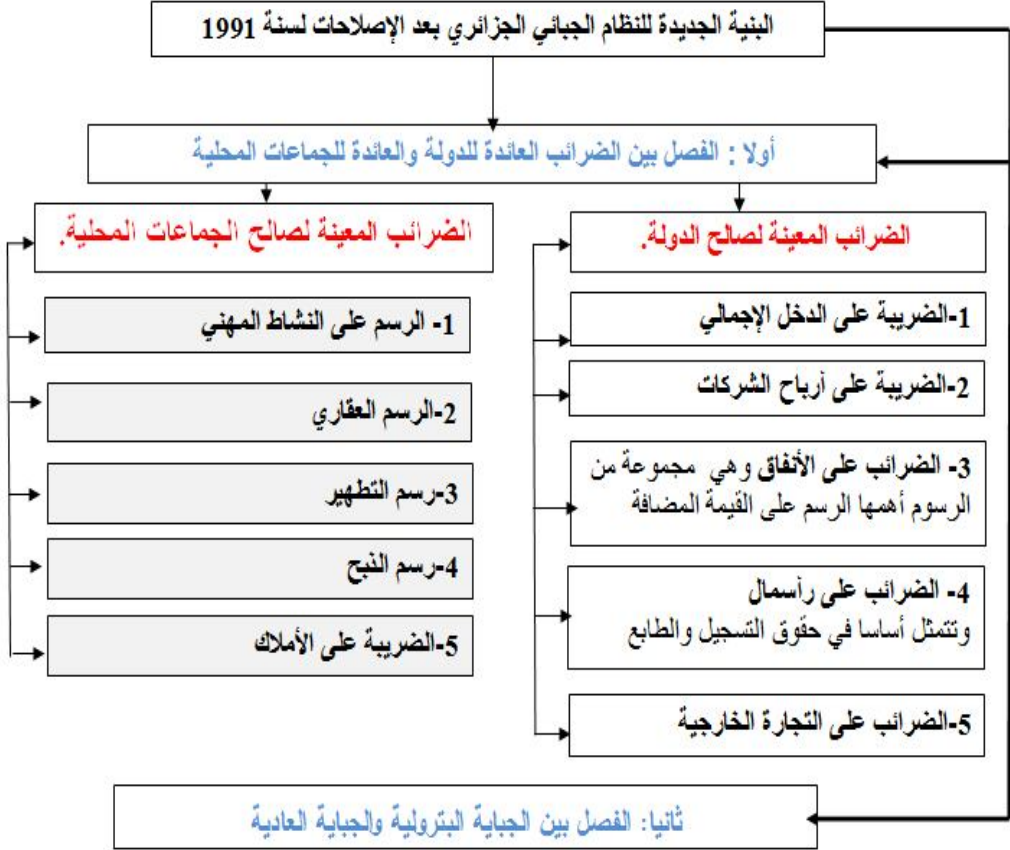 البنية الجديدة للنظام الجبائي الجزائري بعد الإصلاحات لسنة 1991
أولا : الفصل بين الضرائب العائدة للدولة والعائدة للجماعات المحلية
الضرائب المعينة لصالح الدولة.
1-الضريبة على الدخل الإجمالي
2-الضريبة على أرباح الشركات
3- الضرائب على الأنفاق وهي مجموعة من
الرسوم أهمها الرسم على القيمة المضافة
4- الضرائب على رأسمال
وتتمثل أساسا في حقوق التسجيل والطابع
5-الضرائب على التجارة الخارجية
الضرائب المعينة لصالح الجماعات المحلية.
1- الرسم على النشاط المهني
2-الرسم العقاري
3-رسم التطهير
4-رسم الذبح
5-الضريبة على الأملاك
ثانيا: الفصل بين الجباية البترولية والجباية العادية